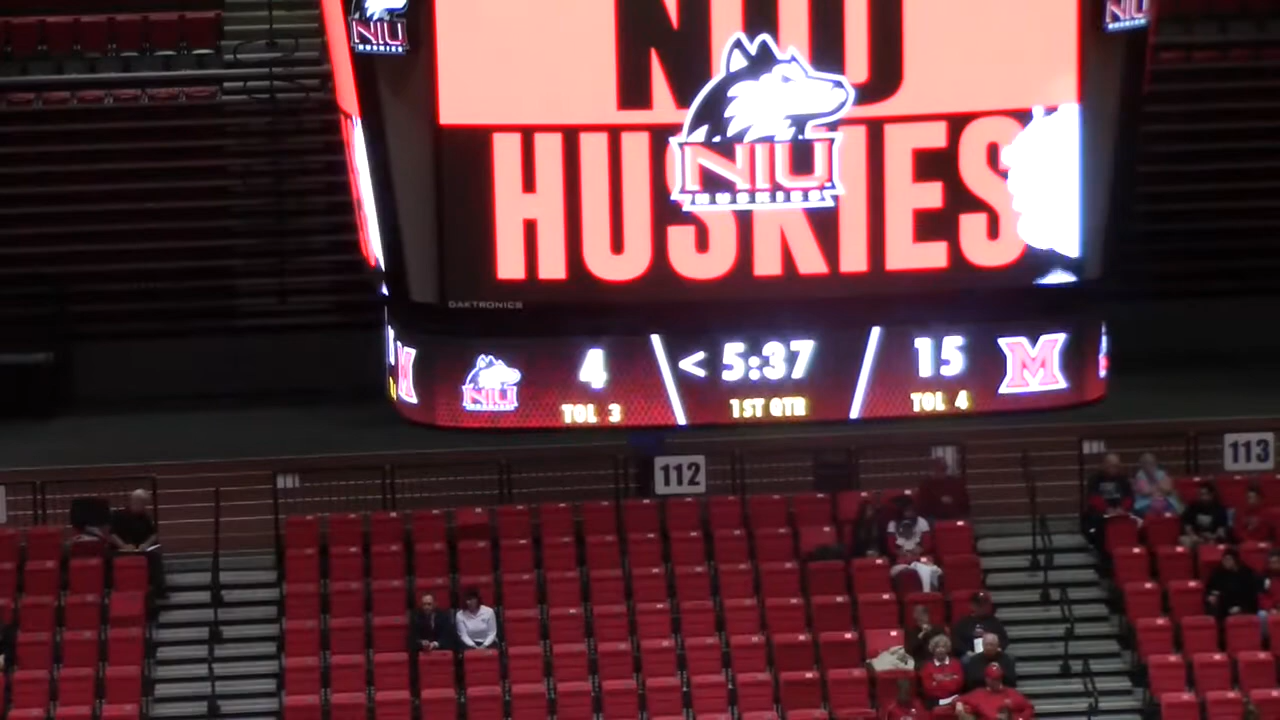 NIU
HUSKIES
NIU
HUSKIES
NIU
NIU
HUSKIES
DAKTRONICS
M
NIU
4
< 5:37
15
M
TOL 3
1ST QTR
TOL 4
112
113